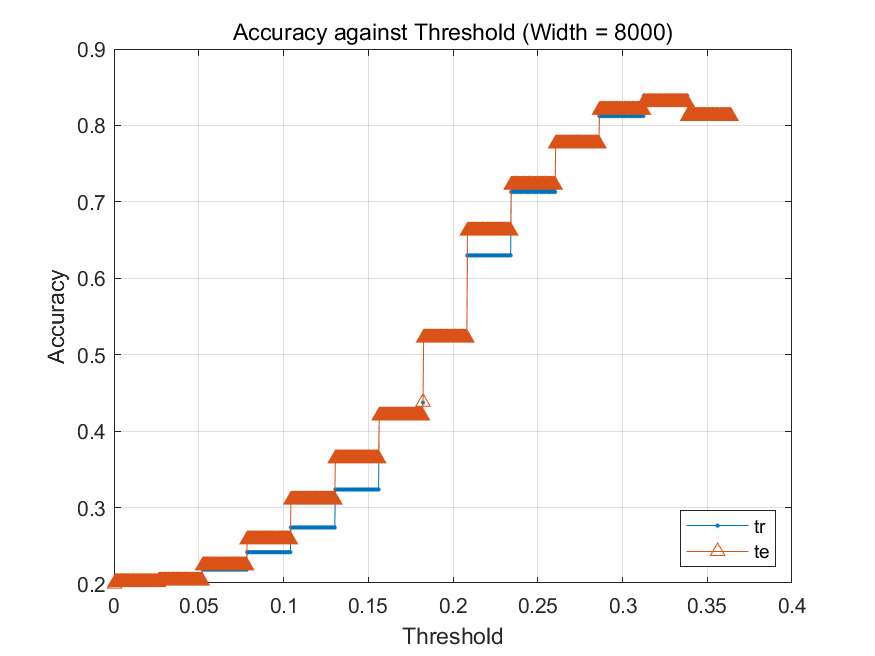 Accuracy against Threshold (Width = 8000)
0.9
0.8
0.7
0.6
0.5
0.4
0.3
0.2
Accuracy
0 0.05 0.1 0.15 0.2 0.25 0.3 0.35 0.4
Threshold
tr
te